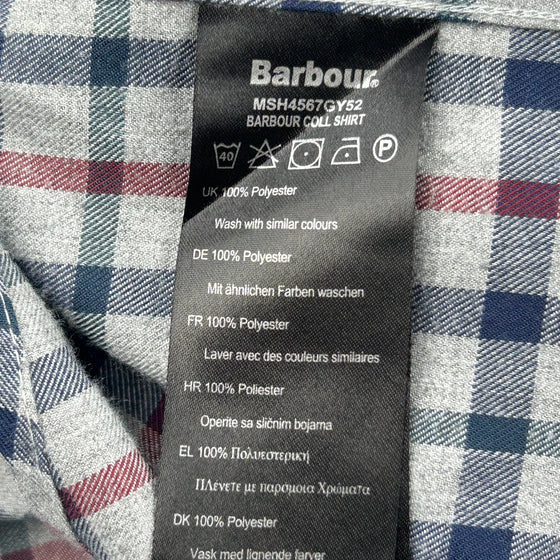 Barbour®
MSH4567GY52
BARBOUR COLL SHIRT
40 P
UK 100% Polyester
Wash with similar colours
DE 100% Polyester
Mit ähnlichen Farben waschen
FR 100% Polyester
Laver avec des couleurs similaires
HR 100% Poliester
Operite sa sličnim bojama
EL 100% Πολυεστερική
Πλενετε με παρσμοια Χρώματα
DK 100% Polyester
Vask med lignende farver